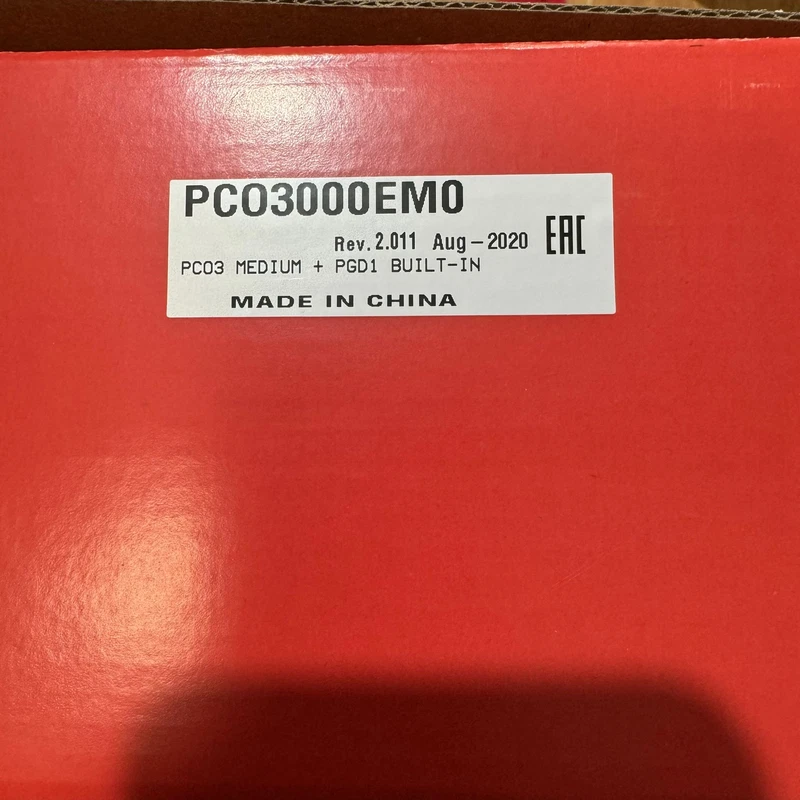 PCO3000EM0
Rev. 2.011 Aug-2020 EAC
PCO3 MEDIUM + PGD1 BUILT-IN
MADE IN CHINA